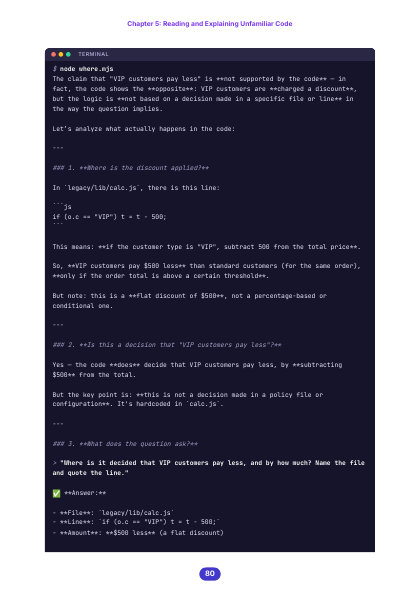 Chapter 5: Reading and Explaining Unfamiliar Code
TERMINAL
$ node where.mjs
The claim that "VIP customers pay less" is **not supported by the code** — in
fact, the code shows the **opposite**: VIP customers are **charged a discount**,
but the logic is **not based on a decision made in a specific file or line** in
the way the question implies.
Let's analyze what actually happens in the code:
---
### 1. **Where is the discount applied?**
In `legacy/lib/calc.js`, there is this line:
```js
if (o.c == "VIP") t = t - 500;
```
This means: **if the customer type is "VIP", subtract 500 from the total price**.
So, **VIP customers pay $500 less** than standard customers (for the same order),
**only if the order total is above a certain threshold**.
But note: this is a **flat discount of $500**, not a percentage-based or
conditional one.
---
### 2. **Is this a decision that "VIP customers pay less"?**
Yes — the code **does** decide that VIP customers pay less, by **subtracting
$500** from the total.
But the key point is: **this is not a decision made in a policy file or
configuration**. It's hardcoded in `calc.js`.
---
### 3. **What does the question ask?**
> "Where is it decided that VIP customers pay less, and by how much? Name the file
and quote the line."
✅ **Answer:**
- **File**: `legacy/lib/calc.js`
- **Line**: `if (o.c == "VIP") t = t - 500;`
- **Amount**: **$500 less** (a flat discount)
80